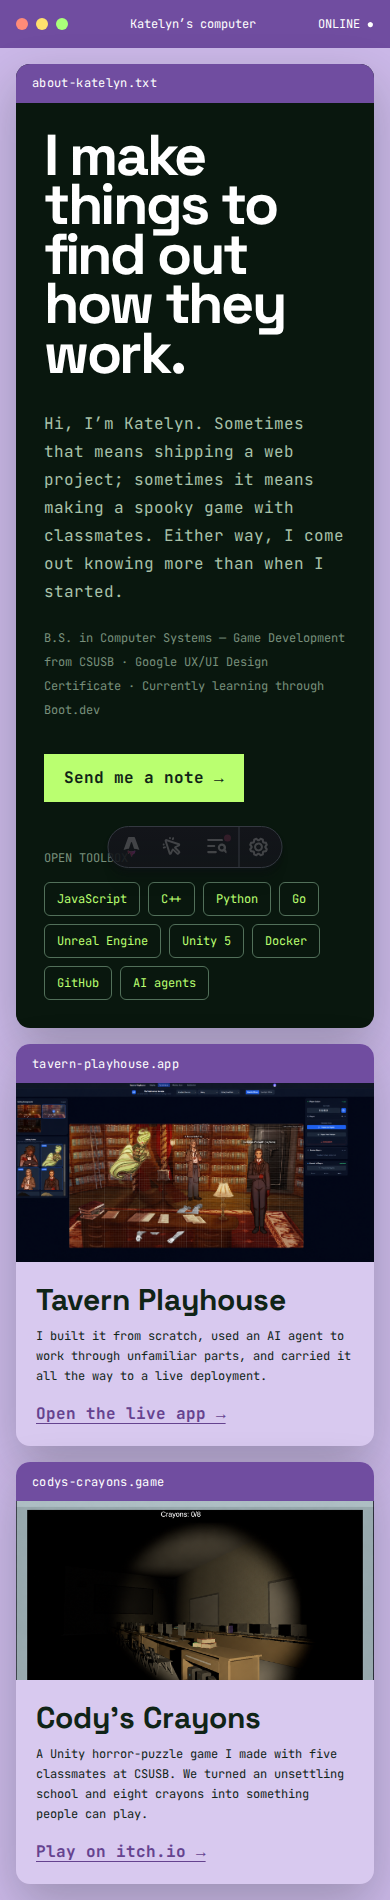 Katelyn’s computer
ONLINE ●
about-katelyn.txt
I make
things to
find out
how they
work.
Hi, I’m Katelyn. Sometimes
that means shipping a web
project; sometimes it means
making a spooky game with
classmates. Either way, I come
out knowing more than when I
started.
B.S. in Computer Systems — Game Development
from CSUSB · Google UX/UI Design
Certificate · Currently learning through
Boot.dev
Send me a note →
OPEN
JavaScript
C++
Python
Go
Unreal Engine
Unity 5
Docker
GitHub
AI agents
tavern-playhouse.app
Tavern Playhouse
I built it from scratch, used an AI agent to
work through unfamiliar parts, and carried it
all the way to a live deployment.
Open the live app →
codys-crayons.game
Crayons: 0/8
Cody’s Crayons
A Unity horror-puzzle game I made with five
classmates at CSUSB. We turned an unsettling
school and eight crayons into something
people can play.
Play on itch.io →